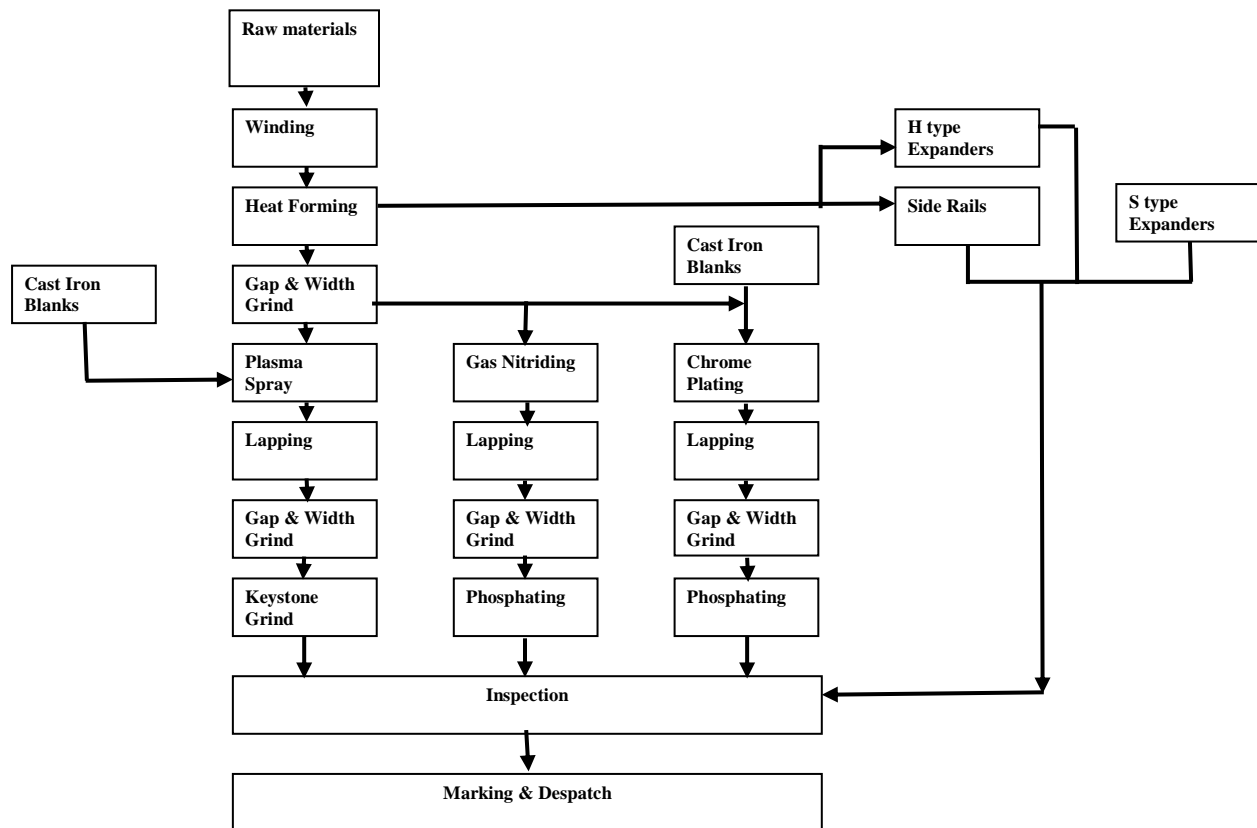 Raw materials
Winding
H type
Expanders
Heat Forming
Side Rails
S type
Expanders
Cast Iron
Blanks
Gap & Width
Grind
Cast Iron
Blanks
Plasma
Spray
Gas Nitriding
Chrome
Plating
Lapping
Lapping
Lapping
Gap & Width
Grind
Gap & Width
Grind
Gap & Width
Grind
Keystone
Grind
Phosphating
Phosphating
Inspection
Marking & Despatch